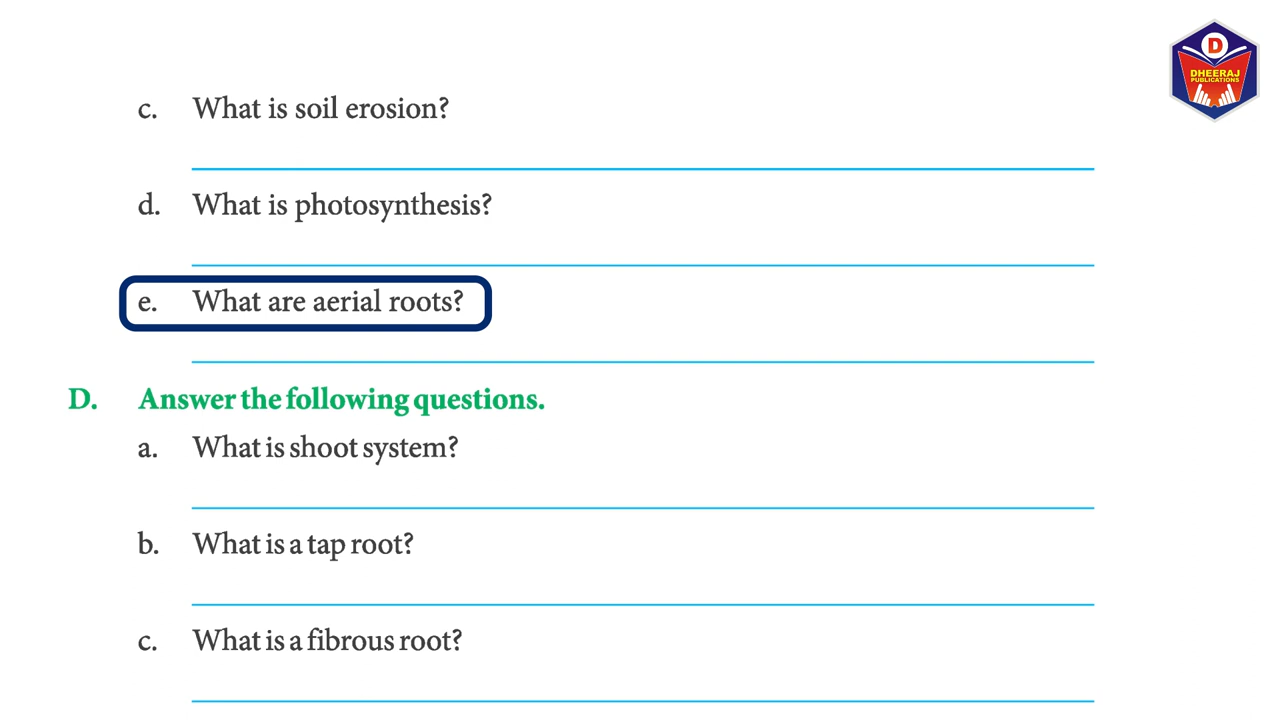 D
DHEERAJ
PUBLICATIONS
c. What is soil erosion?
d. What is photosynthesis?
e. What are aerial roots?
D. Answer the following questions.
a. What is shoot system?
b. What is a tap root?
c. What is a fibrous root?